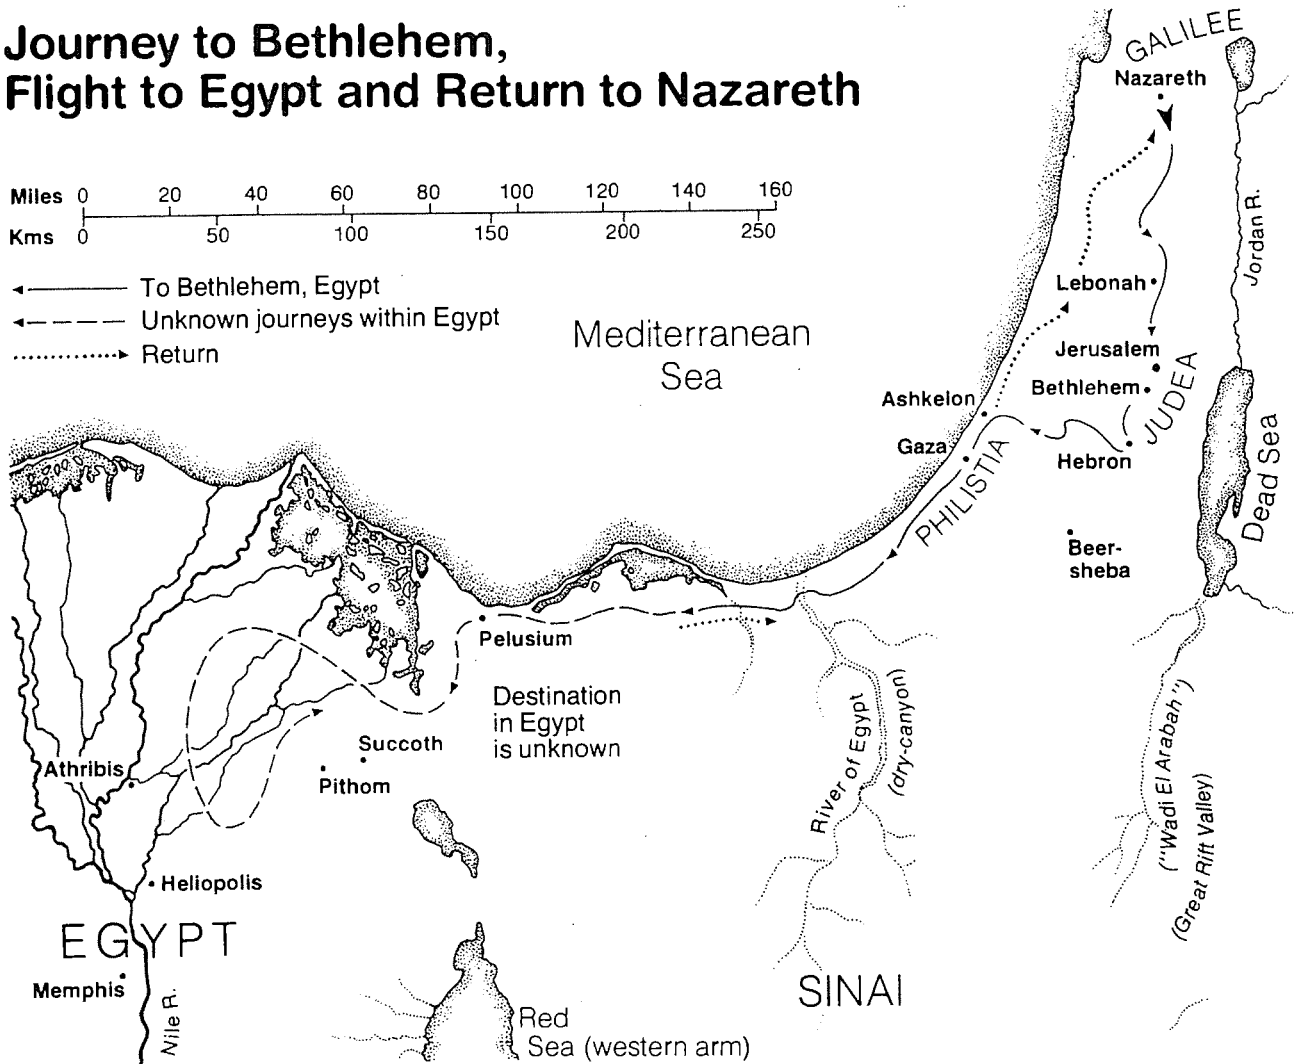 Journey to Bethlehem,
Flight to Egypt and Return to Nazareth
Miles 0 20 40 60 80 100 120 140 160
Kms 0 50 100 150 200 250
To Bethlehem, Egypt
Unknown journeys within Egypt
Return
Mediterranean
Sea
GALILEE
Nazareth
Jordan R.
Lebonah
Jerusalem
Bethlehem
JUDEA
Ashkelon
Gaza
Hebron
PHILISTIA
Dead Sea
Beer-
sheba
Pelusium
Destination
in Egypt
is unknown
Succoth
Pithom
Athribis
Heliopolis
EGYPT
Memphis
Nile R.
River of Egypt
(dry-canyon)
("Wadi El Arabah")
(Great Rift Valley)
SINAI
Red
Sea (western arm)